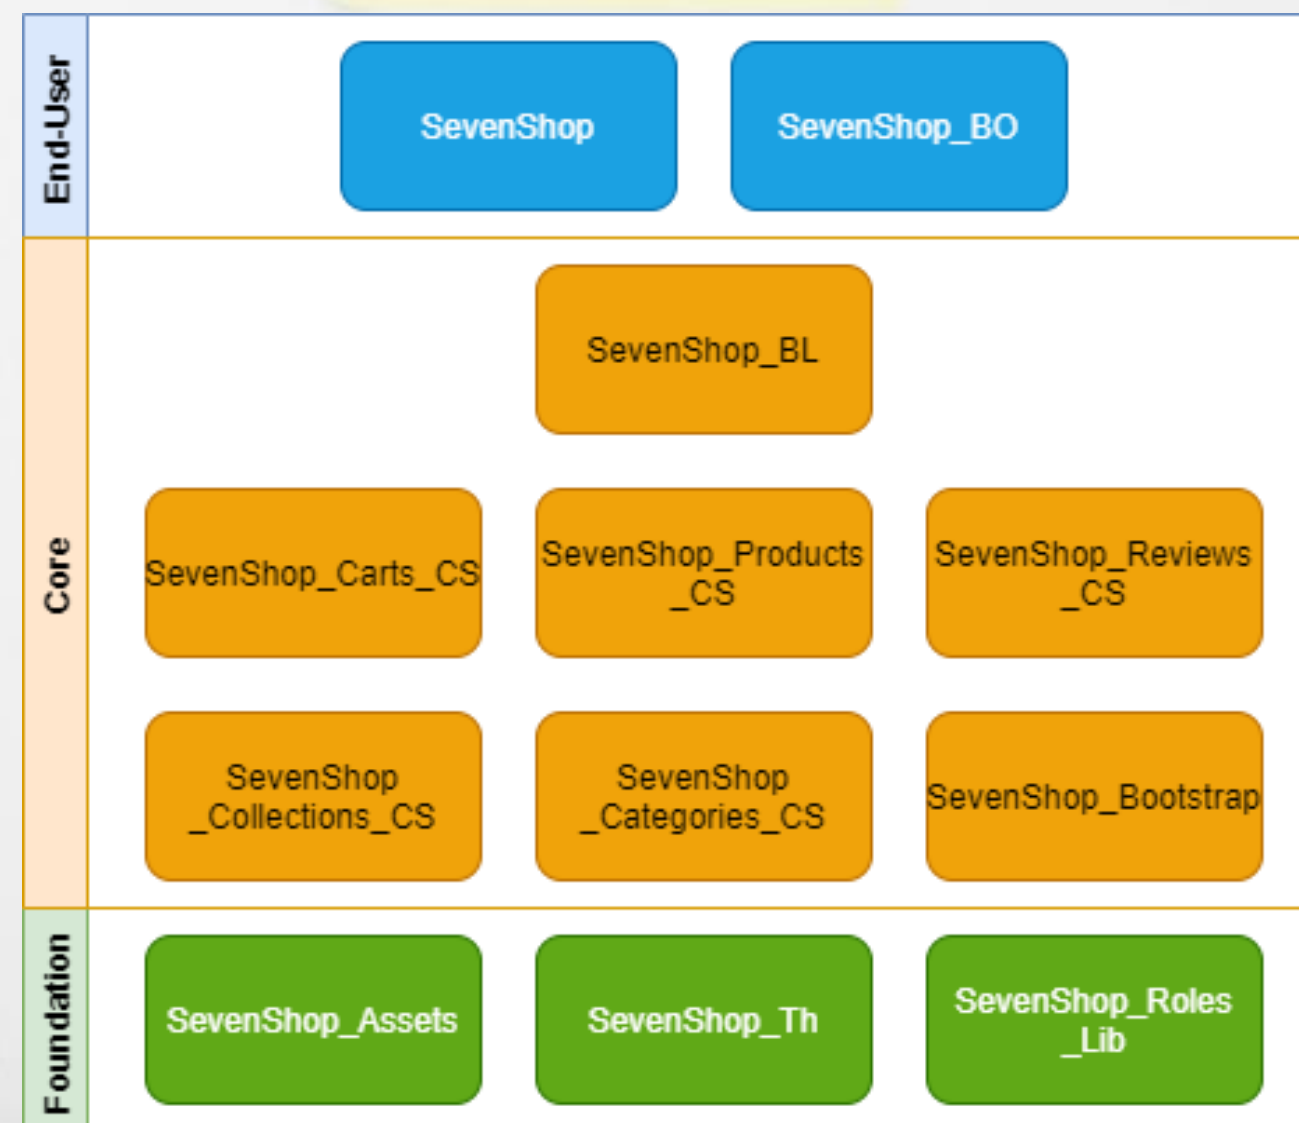 End-User
SevenShop
SevenShop_BO
Core
SevenShop_BL
SevenShop_Carts_CS
SevenShop_Products
_CS
SevenShop_Reviews
_CS
SevenShop
_Collections_CS
SevenShop
_Categories_CS
SevenShop_Bootstrap
Foundation
SevenShop_Assets
SevenShop_Th
SevenShop_Roles
_Lib